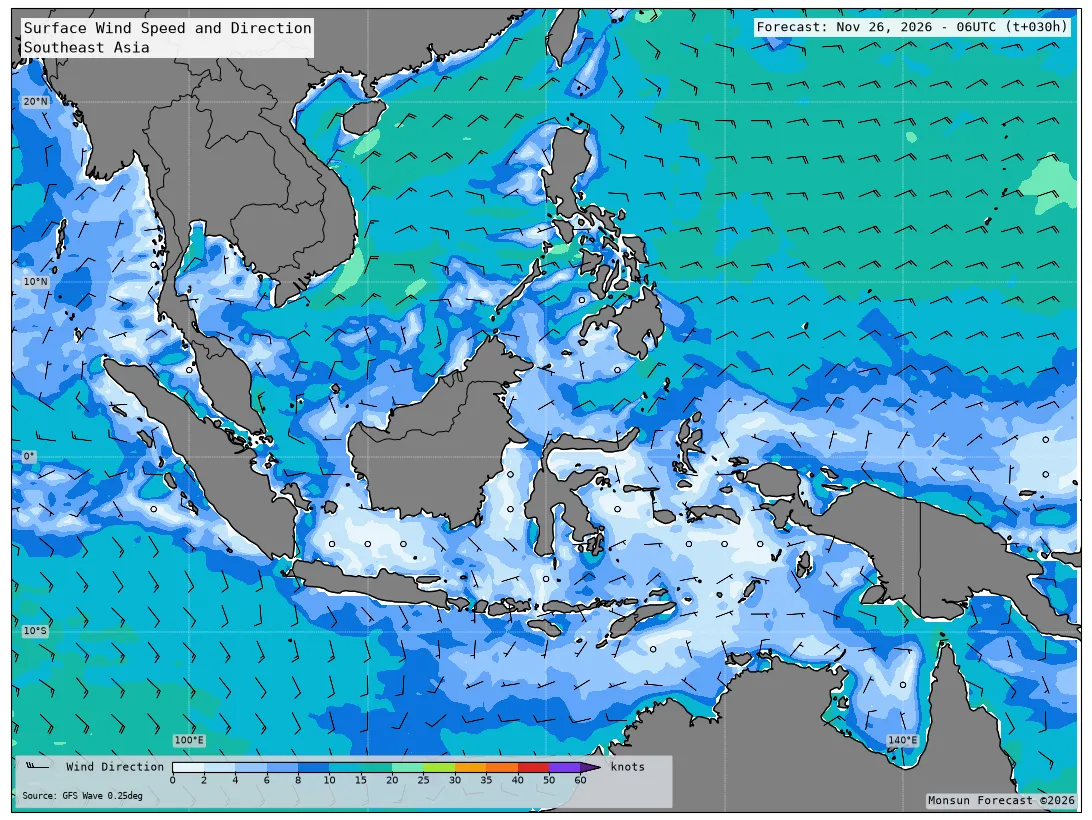 Surface Wind Speed and Direction
Southeast Asia
Forecast: Nov 26, 2026 - 06UTC (t+030h)
20°N
10°N
0°
10°S
100°E
140°E
Wind Direction
knots
0 2 4 6 8 10 15 20 25 30 35 40 50 60
Source: GFS Wave 0.25deg
Monsun Forecast ©2026